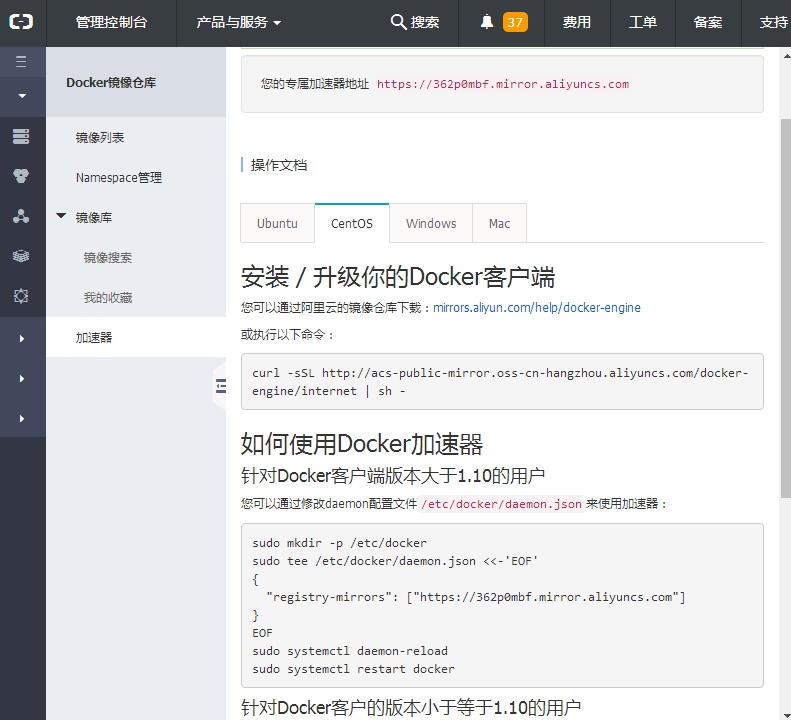 管理控制台 产品与服务 搜索 37 费用 工单 备案 支持
Docker镜像仓库
镜像列表
Namespace管理
镜像库
镜像搜索
我的收藏
加速器
您的专属加速器地址 https://362p0mbf.mirror.aliyuncs.com
操作文档
Ubuntu CentOS Windows Mac
安装 / 升级你的Docker客户端
您可以通过阿里云的镜像仓库下载：mirrors.aliyun.com/help/docker-engine
或执行以下命令：
curl -sSL http://acs-public-mirror.oss-cn-hangzhou.aliyuncs.com/docker-
engine/internet | sh -
如何使用Docker加速器
针对Docker客户端版本大于1.10的用户
您可以通过修改daemon配置文件 /etc/docker/daemon.json 来使用加速器：
sudo mkdir -p /etc/docker
sudo tee /etc/docker/daemon.json <<-'EOF'
{
"registry-mirrors": ["https://362p0mbf.mirror.aliyuncs.com"]
}
EOF
sudo systemctl daemon-reload
sudo systemctl restart docker
针对Docker客户的版本小于等于1.10的用户